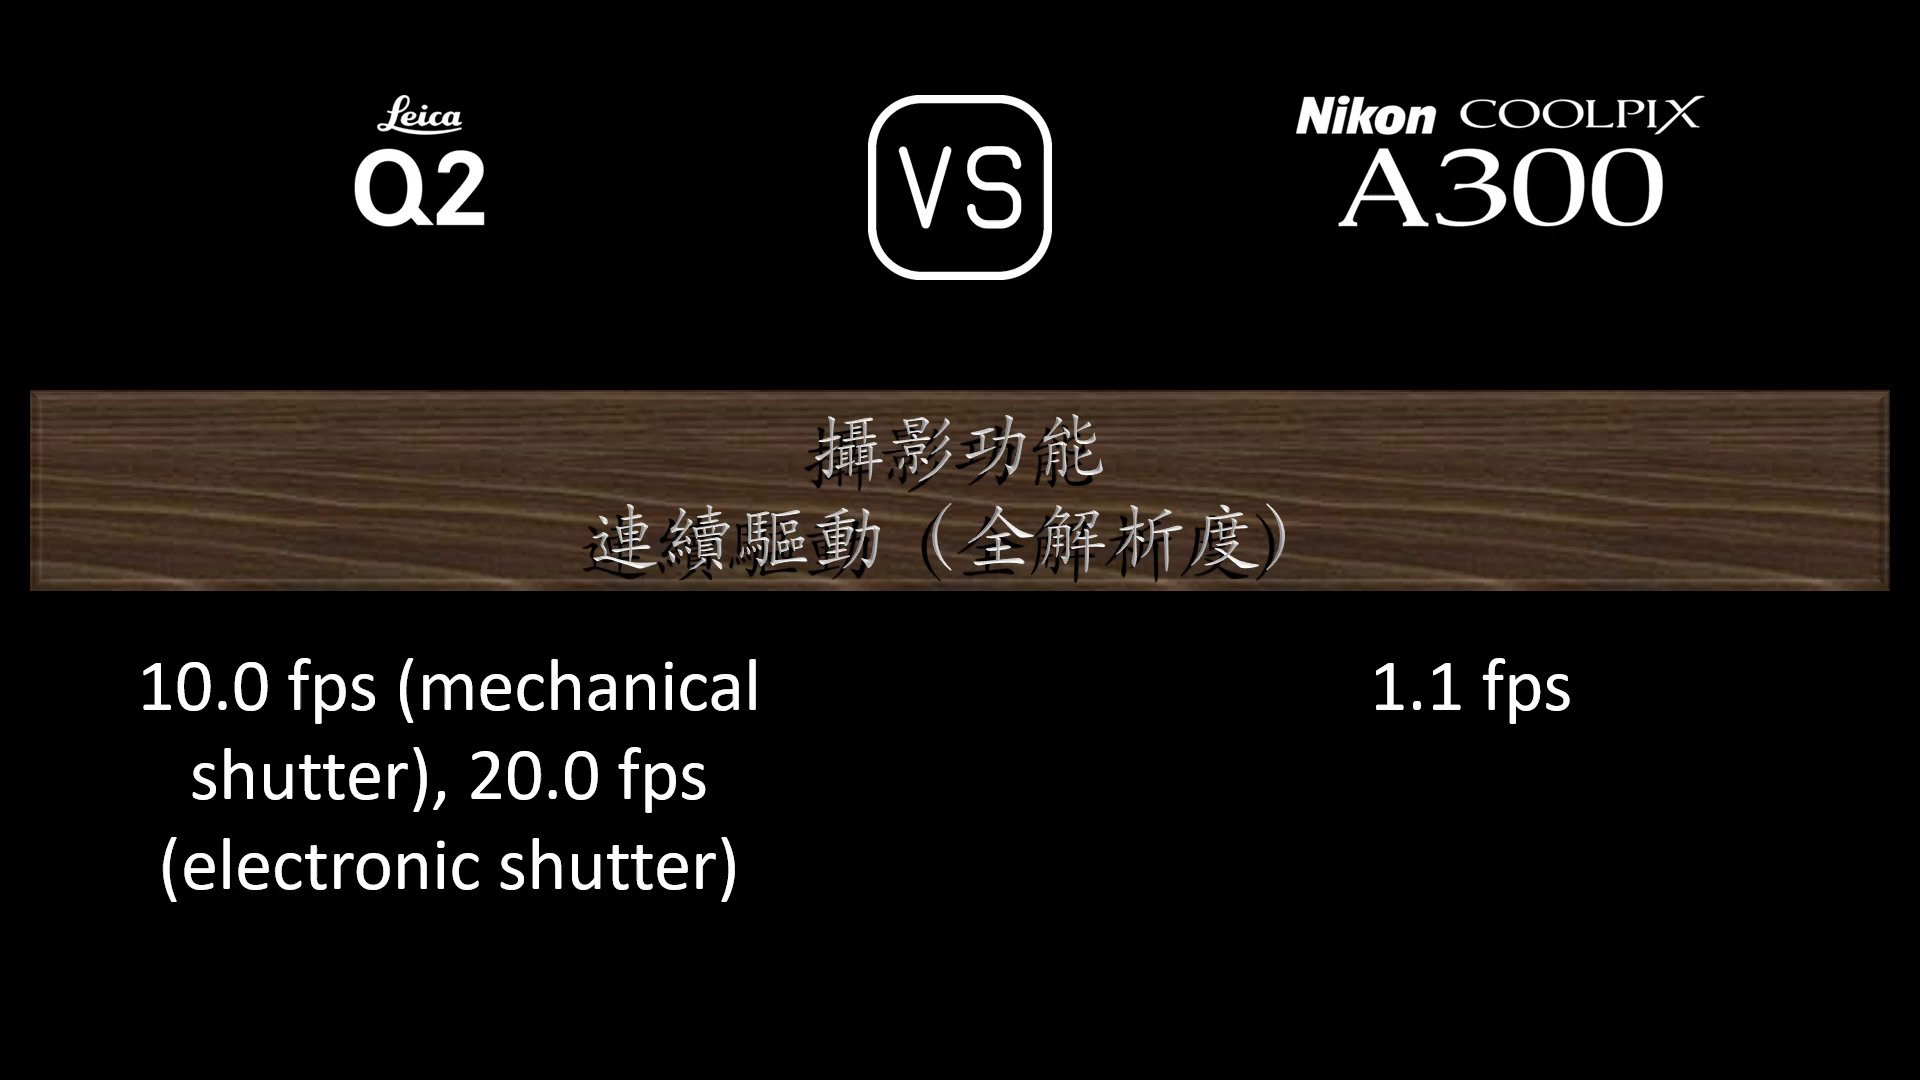 Leica
Q2
VS
Nikon COOLPIX
A300
攝影功能
連續驅動（全解析度）
10.0 fps (mechanical
shutter), 20.0 fps
(electronic shutter)
1.1 fps